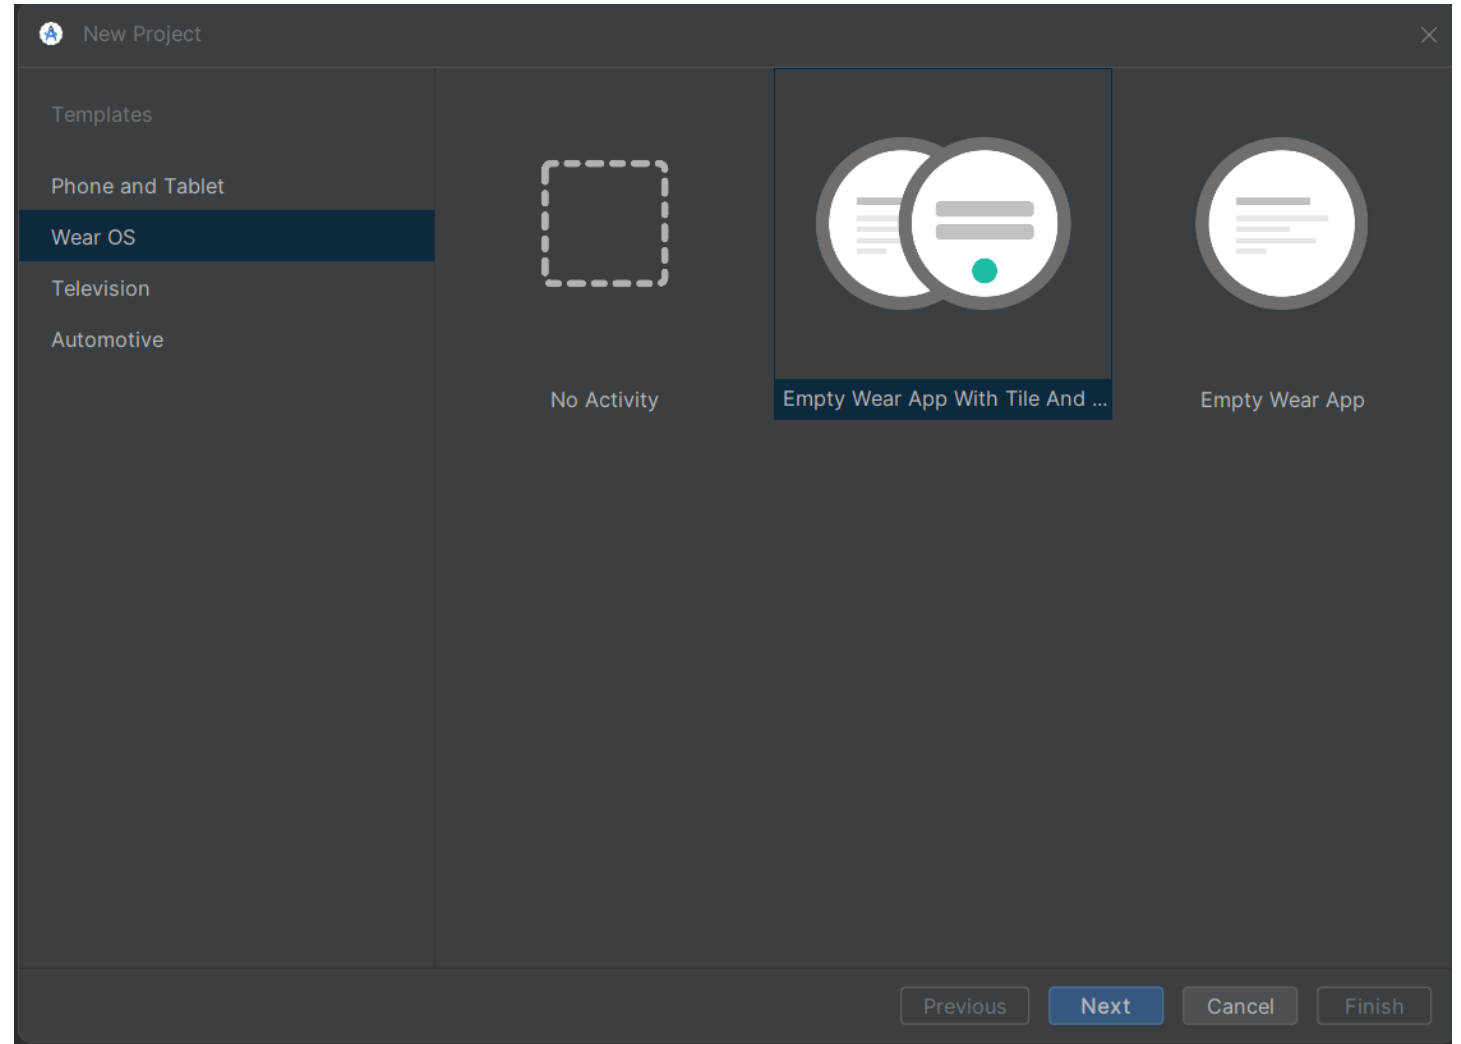 New Project
Templates
Phone and Tablet
Wear OS
Television
Automotive
No Activity
Empty Wear App With Tile And ...
Empty Wear App
Previous
Next
Cancel
Finish